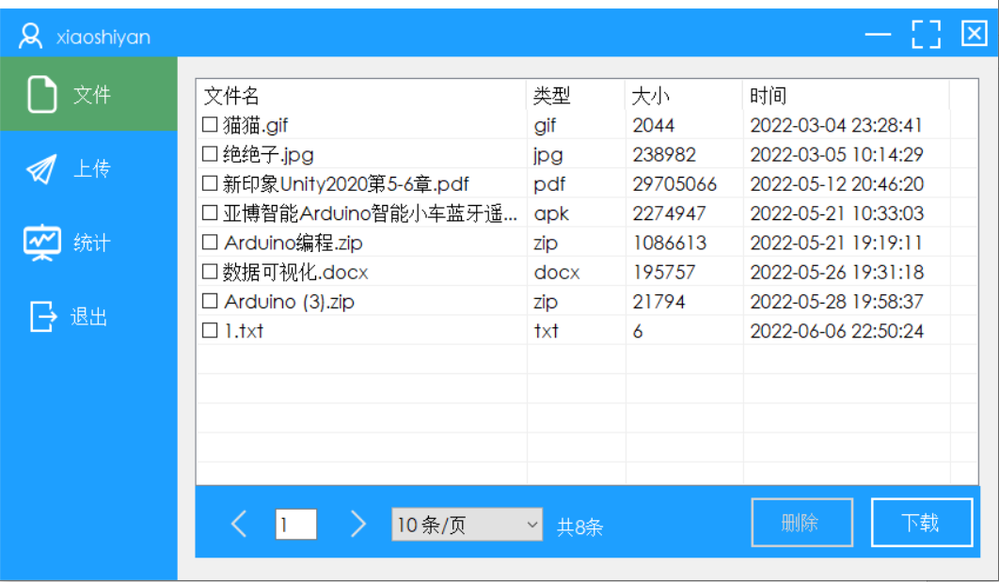 xiaoshiyan
文件
上传
统计
退出
文件名 类型 大小 时间
猫猫.gif gif 2044 2022-03-04 23:28:41
绝绝子.jpg jpg 238982 2022-03-05 10:14:29
新印象Unity2020第5-6章.pdf pdf 29705066 2022-05-12 20:46:20
亚博智能Arduino智能小车蓝牙遥... apk 2274947 2022-05-21 10:33:03
Arduino编程.zip zip 1086613 2022-05-21 19:19:11
数据可视化.docx docx 195757 2022-05-26 19:31:18
Arduino (3).zip zip 21794 2022-05-28 19:58:37
1.txt txt 6 2022-06-06 22:50:24
1 10条/页 共8条 删除 下载